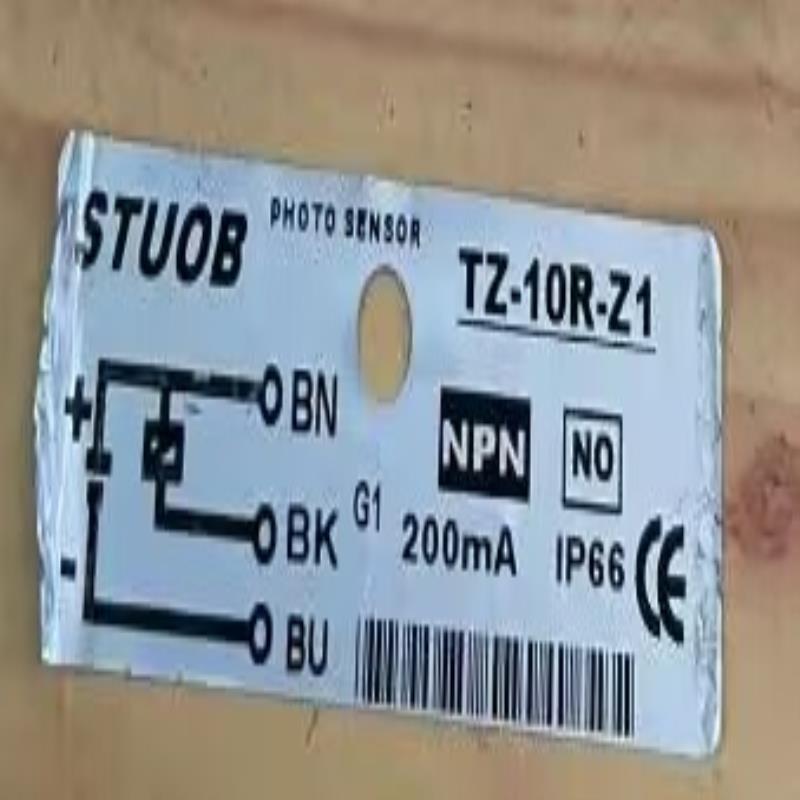 STUOB
PHOTO SENSOR
TZ-10R-Z1
+
BN
NPN
NO
BK
G1
200mA
IP66
CE
-
BU